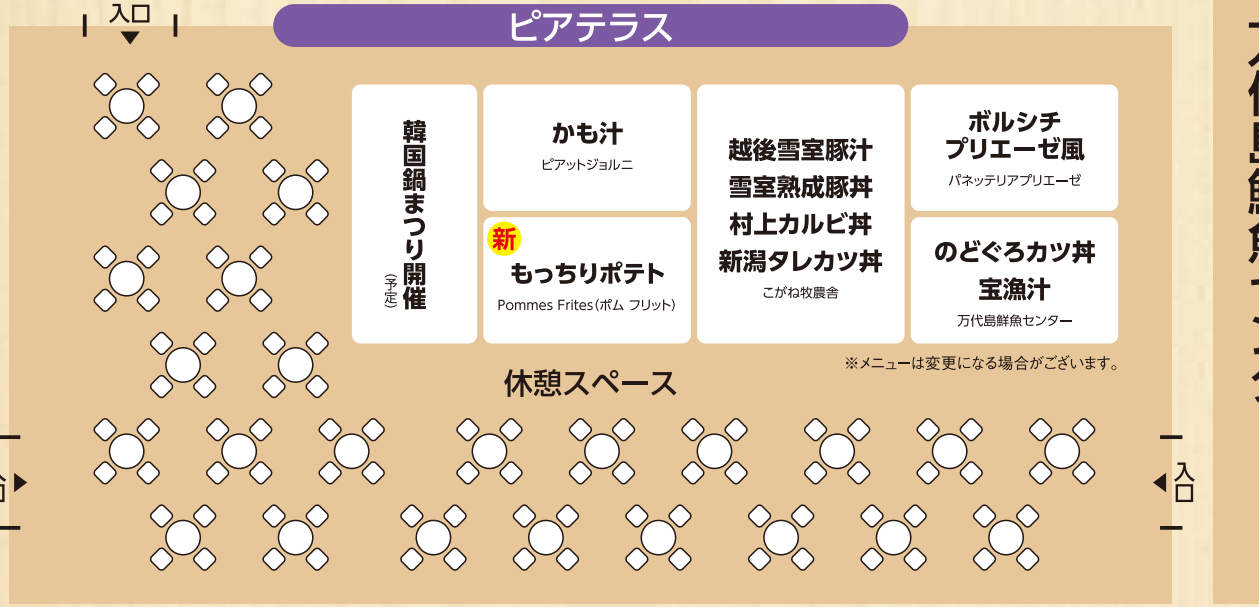 入口
ピアテラス
韓国鍋まつり開催
（予定）
かも汁
ピアットジョルニ
新
もっちりポテト
Pommes Frites（ポム フリット）
越後雪室豚汁
雪室熟成豚丼
村上カルビ丼
新潟タレカツ丼
こがね牧農舎
ボルシチ
プリエーゼ風
パネッテリアプリエーゼ
のどぐろカツ丼
宝漁汁
万代島鮮魚センター
※メニューは変更になる場合がございます。
休憩スペース
入口